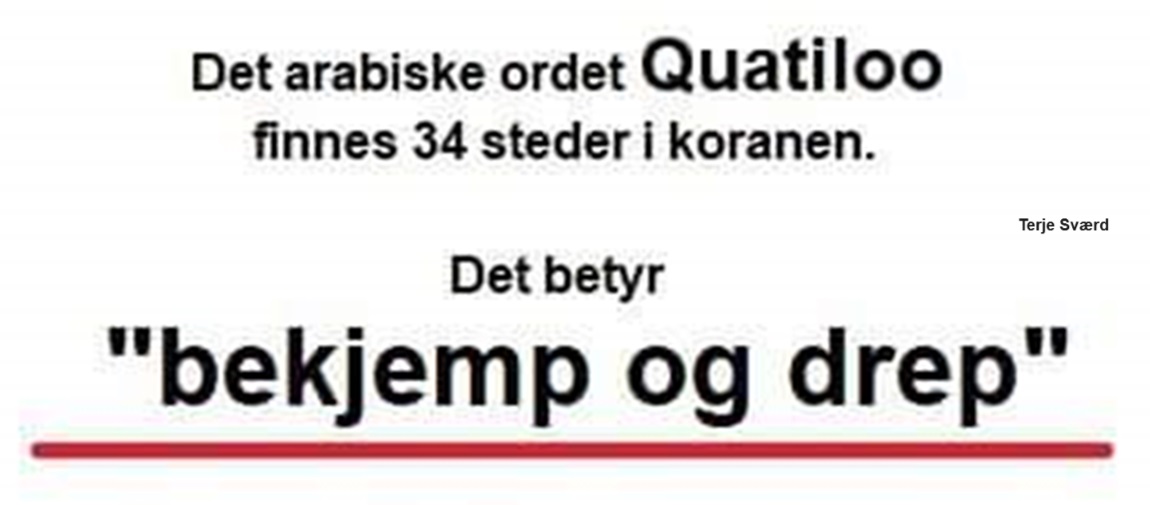 Det arabiske ordet Quatiloo
finnes 34 steder i koranen.
Terje Sværd
Det betyr
"bekjemp og drep"